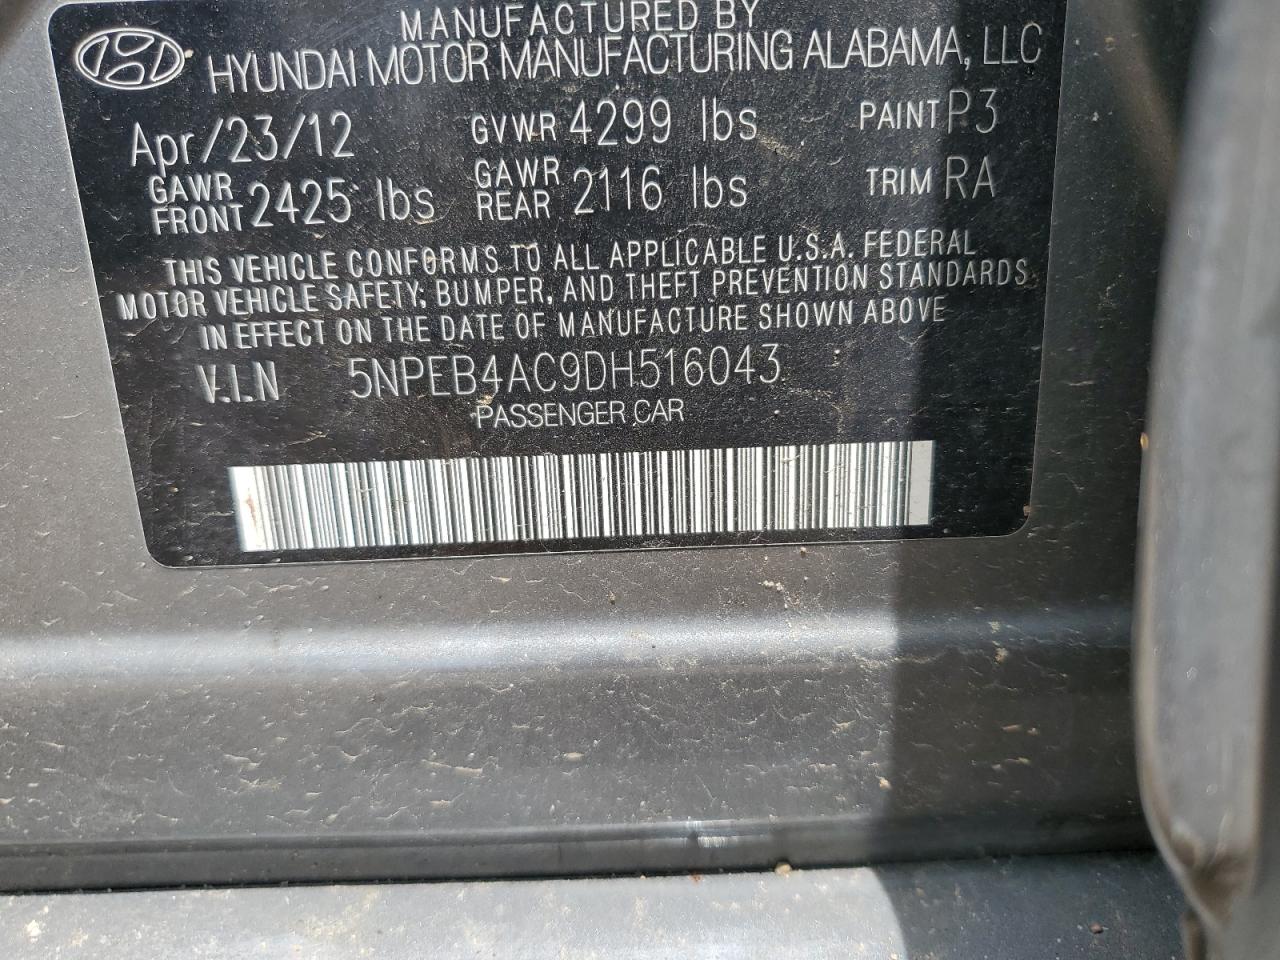 MANUFACTURED BY
HYUNDAI MOTOR MANUFACTURING ALABAMA, LLC
Apr/23/12 GVWR 4299 lbs PAINT P3
GAWR FRONT 2425 lbs GAWR REAR 2116 lbs TRIM RA
THIS VEHICLE CONFORMS TO ALL APPLICABLE U.S.A. FEDERAL
MOTOR VEHICLE SAFETY, BUMPER, AND THEFT PREVENTION STANDARDS
IN EFFECT ON THE DATE OF MANUFACTURE SHOWN ABOVE
V.I.N 5NPEB4AC9DH516043
PASSENGER CAR